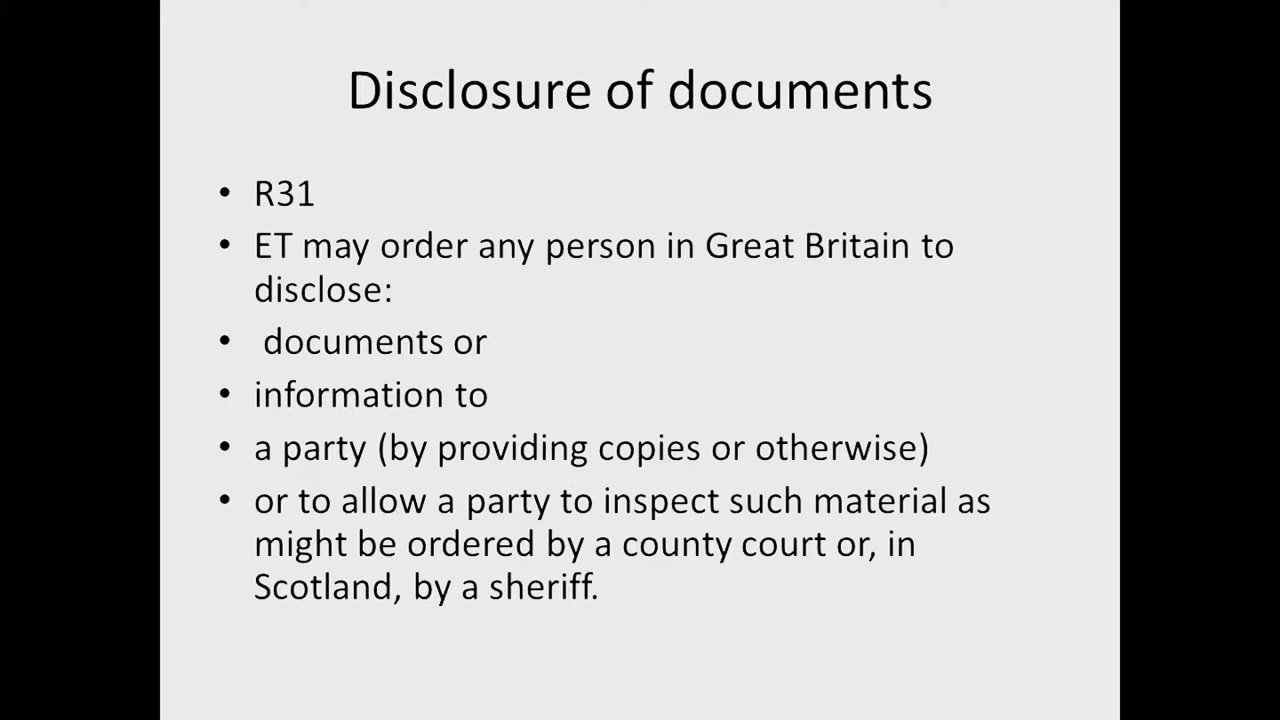 Disclosure of documents
• R31
• ET may order any person in Great Britain to
disclose:
• documents or
• information to
• a party (by providing copies or otherwise)
• or to allow a party to inspect such material as
might be ordered by a county court or, in
Scotland, by a sheriff.